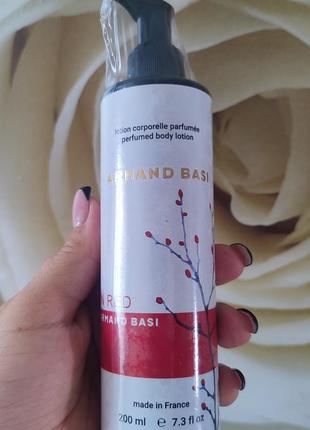 lotion corporelle parfumée
perfumed body lotion
ARMAND BASI
N RED
ARMAND BASI
made in France
200 ml e 7.3 fl oz